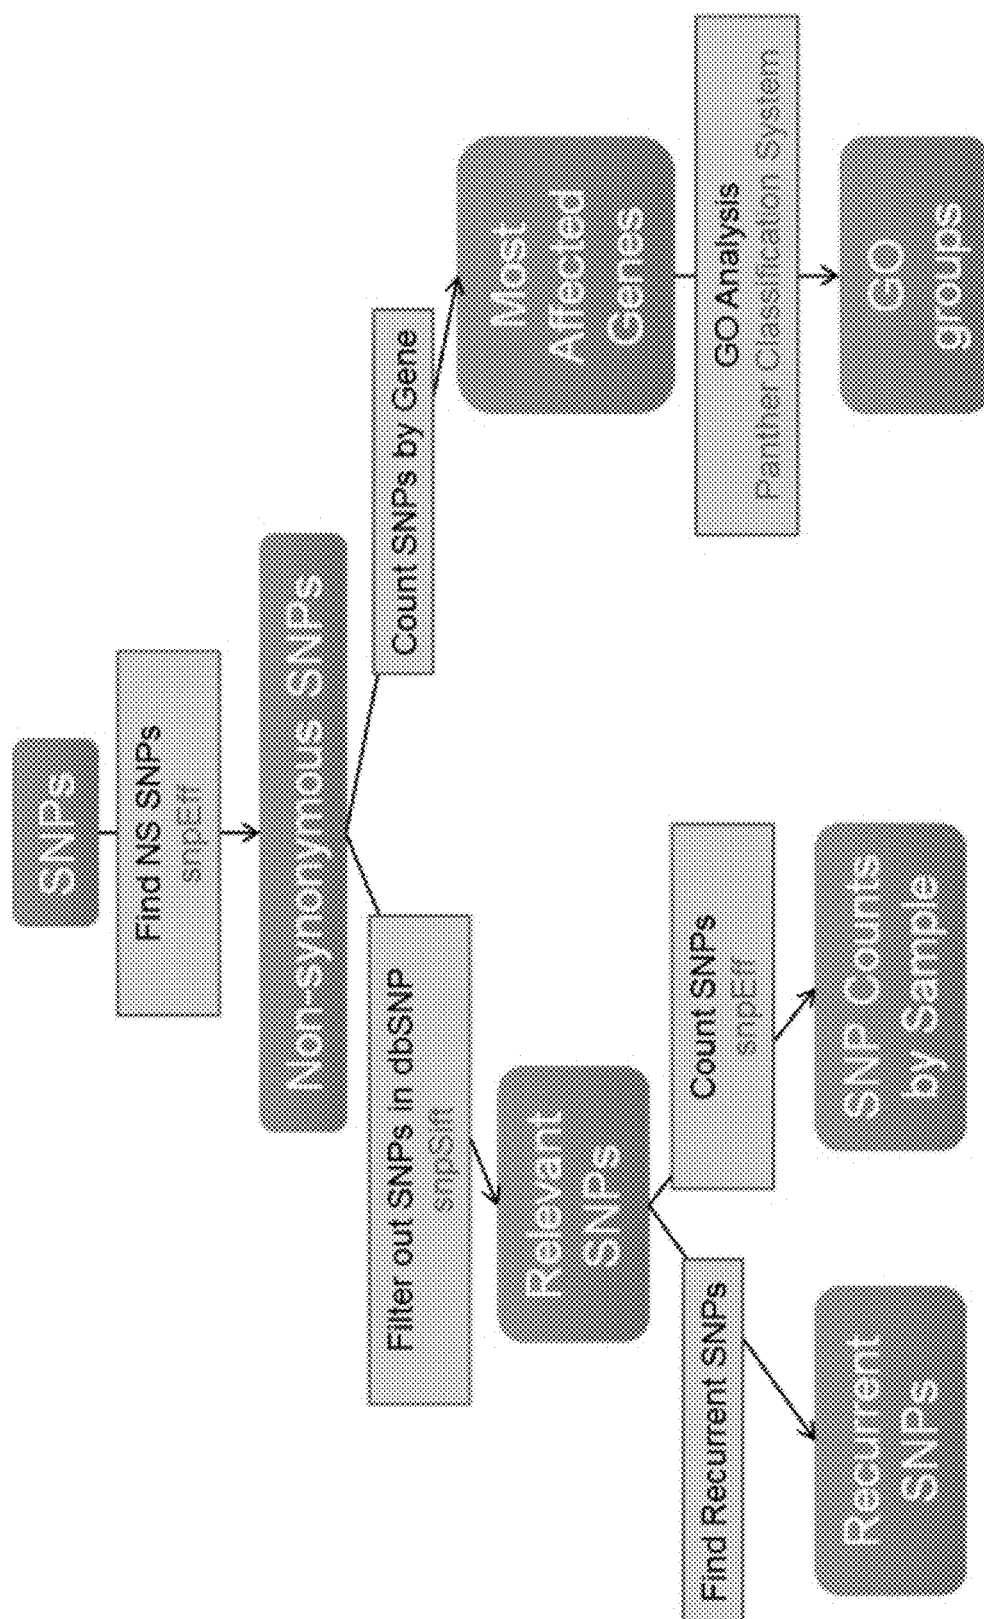 SNPs
Find NS SNPs
snpEff
Non-synonymous SNPs
Filter out SNPs in dbSNP
snpSift
Count SNPs by Gene
Relevant
SNPs
Most
Affected
Genes
Find Recurrent SNPs
Count SNPs
snpEff
GO Analysis
Panther Classification System
Recurrent
SNPs
SNP Counts
by Sample
GO
groups